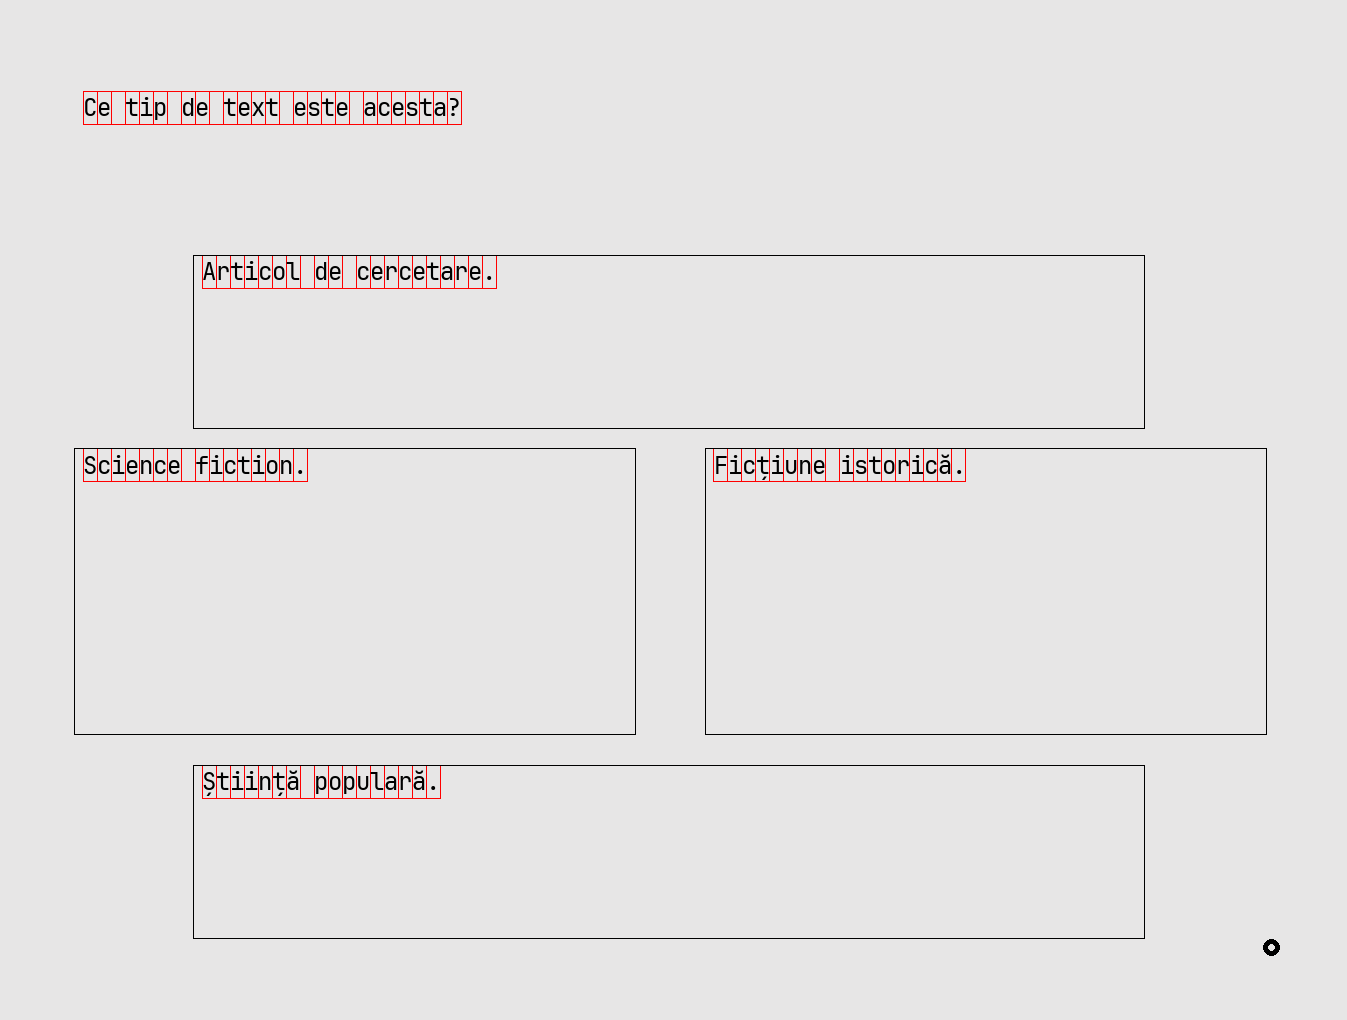 Ce tip de text este acesta?
Articol de cercetare.
Science fiction.
Ficțiune istorică.
Știință populară.